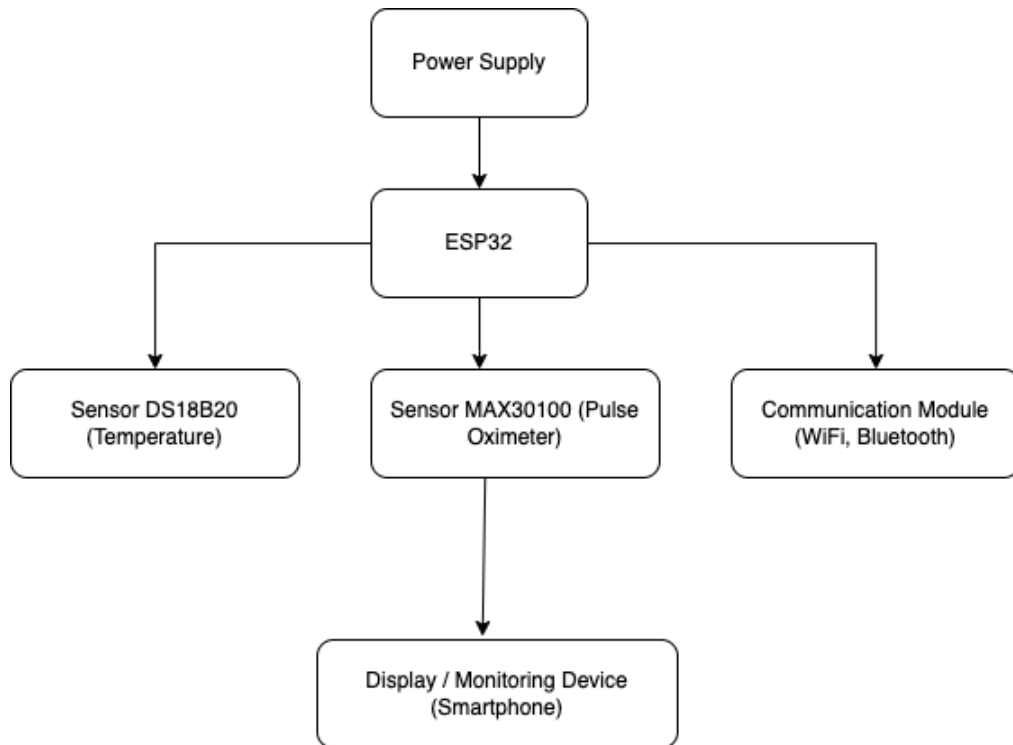 Power Supply
ESP32
Sensor DS18B20
(Temperature)
Sensor MAX30100 (Pulse
Oximeter)
Communication Module
(WiFi, Bluetooth)
Display / Monitoring Device
(Smartphone)